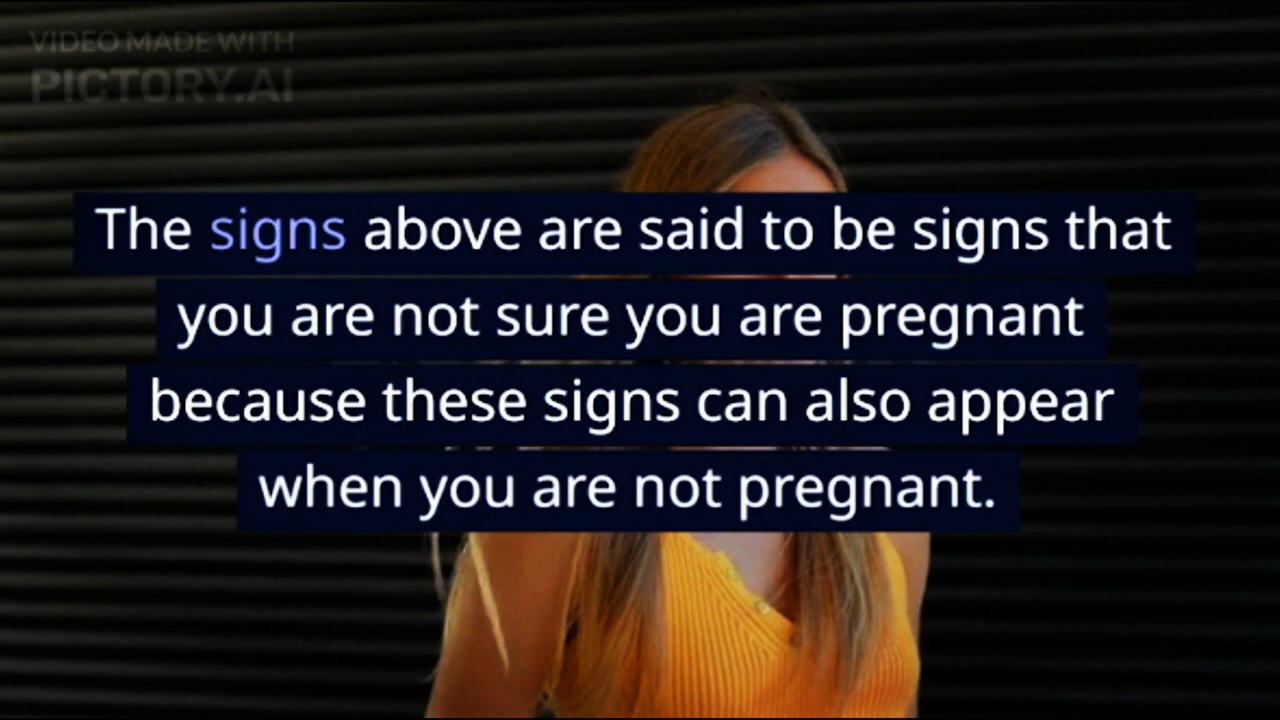 VIDEO MADE WITH
PICTORY.AI
The signs above are said to be signs that
you are not sure you are pregnant
because these signs can also appear
when you are not pregnant.